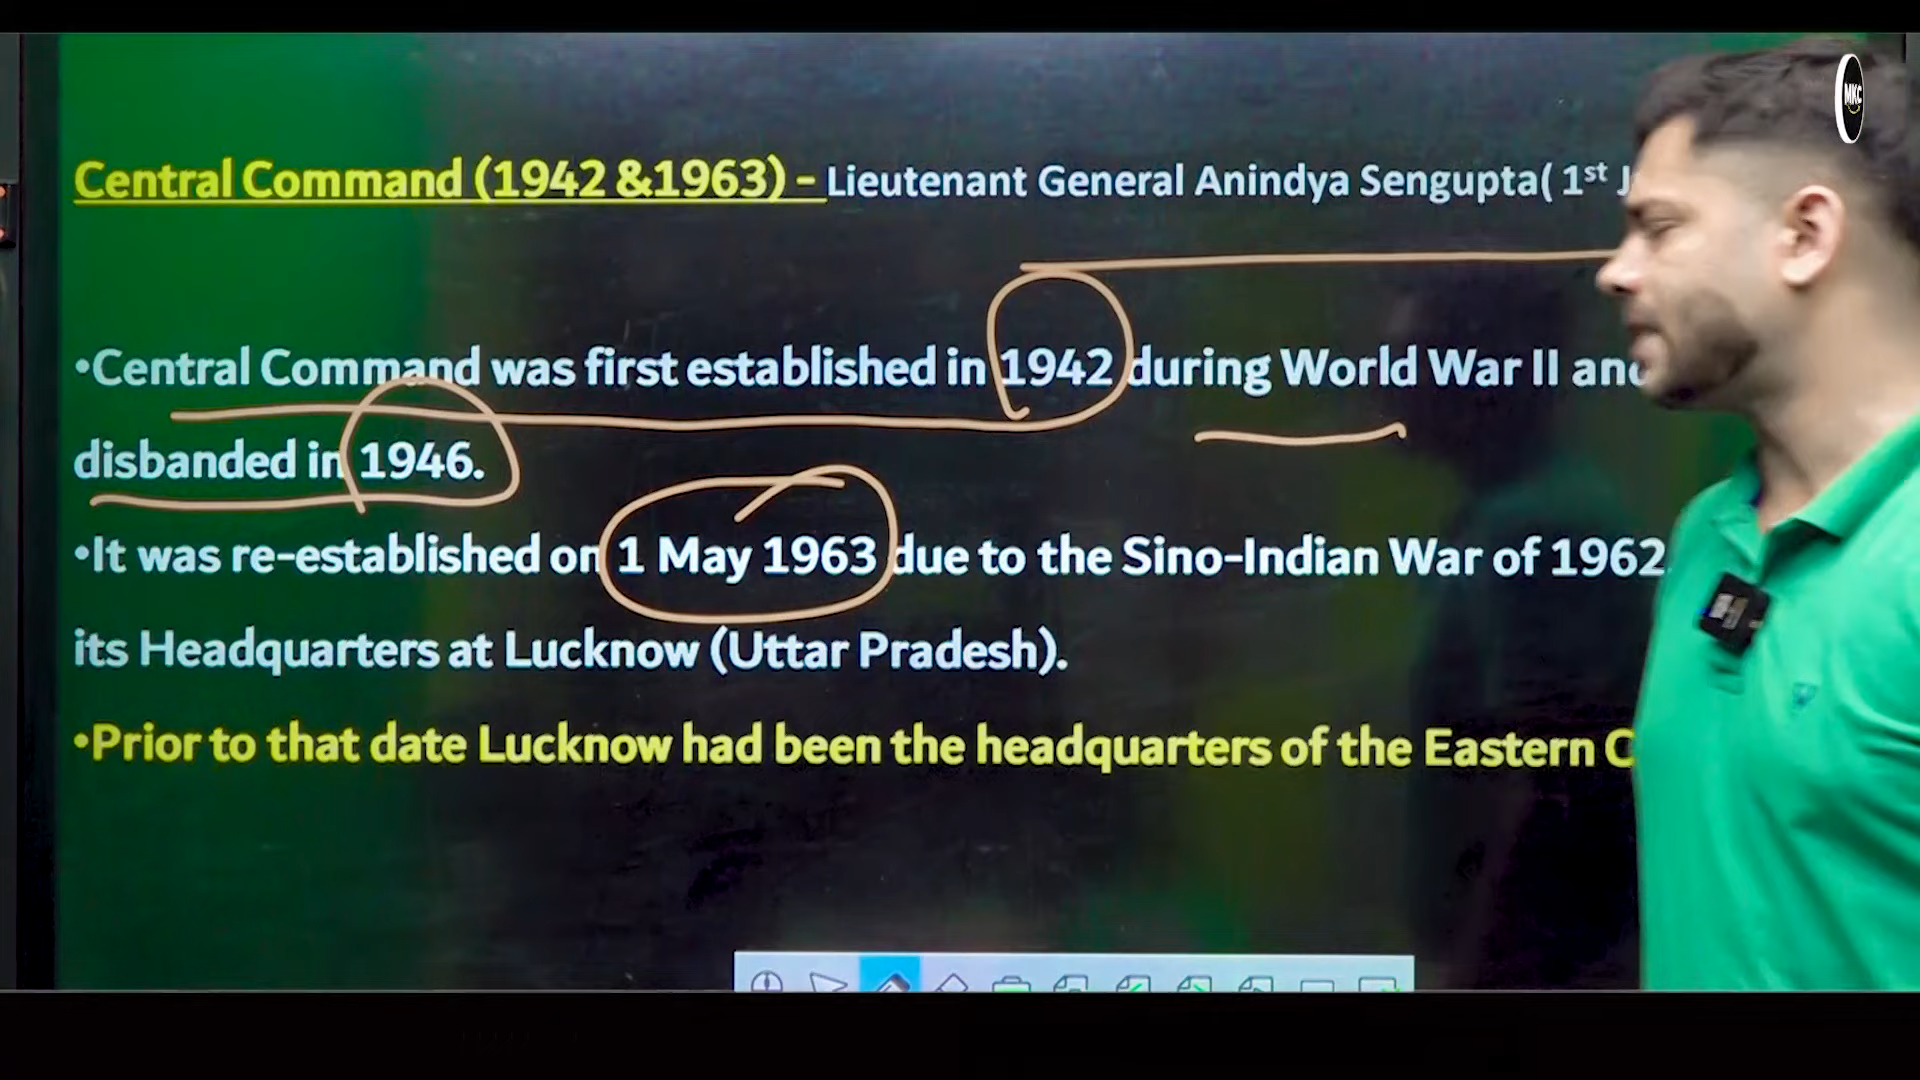 MKC
Central Command (1942 &1963) - Lieutenant General Anindya Sengupta( 1st
•Central Command was first established in 1942 during World War II and
disbanded in 1946.
•It was re-established on 1 May 1963 due to the Sino-Indian War of 1962
its Headquarters at Lucknow (Uttar Pradesh).
•Prior to that date Lucknow had been the headquarters of the Eastern